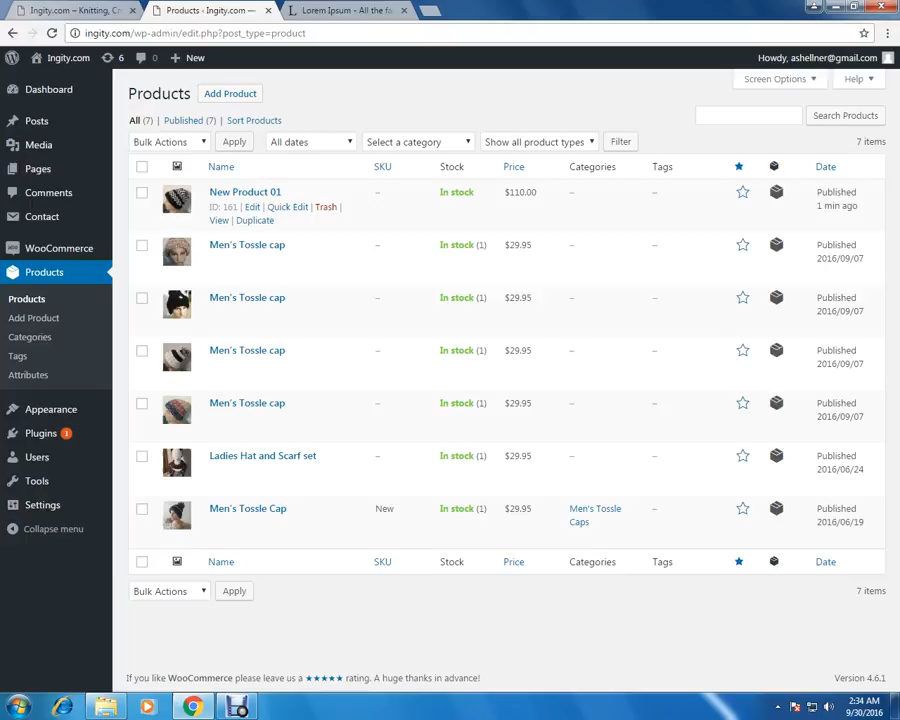 Ingity.com – Knitting, Cr
Products ‹ Ingity.com —
Lorem Ipsum - All the fa
ingity.com/wp-admin/edit.php?post_type=product
Ingity.com 6 0 New
Howdy, ashellner@gmail.com
Screen Options Help
Dashboard
Posts
Media
Pages
Comments
Contact
WooCommerce
Products
Products
Add Product
Categories
Tags
Attributes
Appearance
Plugins 1
Users
Tools
Settings
Collapse menu
Products Add Product
All (7) | Published (7) | Sort Products
Search Products
Bulk Actions Apply All dates Select a category Show all product types Filter 7 items
Name SKU Stock Price Categories Tags Date
New Product 01 – In stock $110.00 – – Published
ID: 161 | Edit | Quick Edit | Trash | 1 min ago
View | Duplicate
Men's Tossle cap – In stock (1) $29.95 – – Published
2016/09/07
Men's Tossle cap – In stock (1) $29.95 – – Published
2016/09/07
Men's Tossle cap – In stock (1) $29.95 – – Published
2016/09/07
Men's Tossle cap – In stock (1) $29.95 – – Published
2016/09/07
Ladies Hat and Scarf set – In stock (1) $29.95 – – Published
2016/06/24
Men's Tossle Cap New In stock (1) $29.95 Men's Tossle – Published
Caps 2016/06/19
Name SKU Stock Price Categories Tags Date
Bulk Actions Apply 7 items
If you like WooCommerce please leave us a ★★★★★ rating. A huge thanks in advance! Version 4.6.1
2:34 AM
9/30/2016